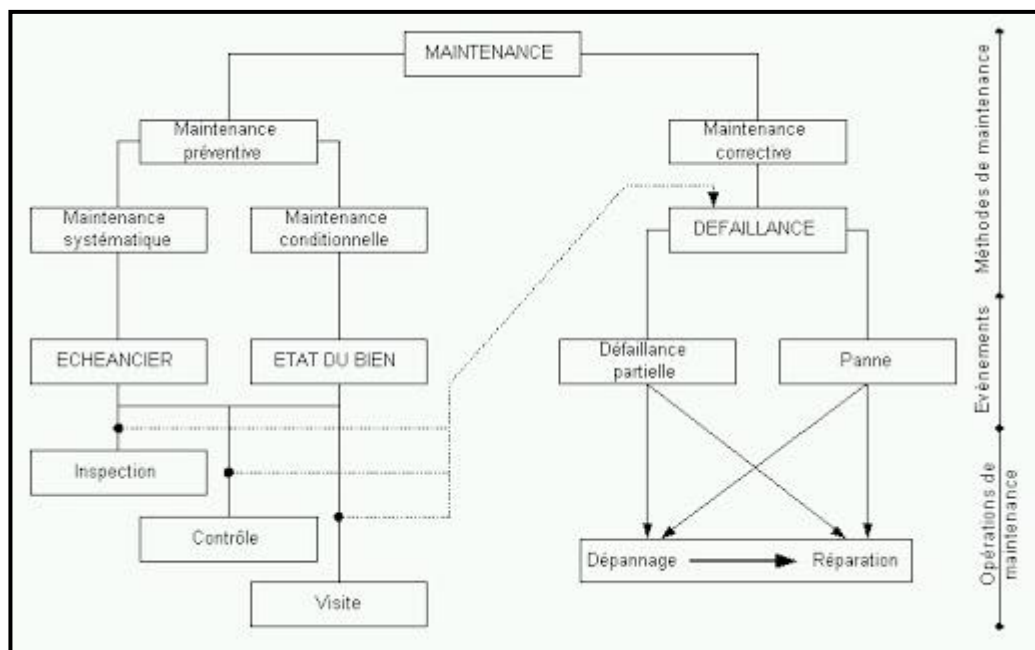 MAINTENANCE
Maintenance
préventive
Maintenance
corrective
Maintenance
systématique
Maintenance
conditionnelle
DEFAILLANCE
ECHEANCIER
ETAT DU BIEN
Défaillance
partielle
Panne
Inspection
Contrôle
Visite
Dépannage
Réparation
Méthodes de maintenance
Evènements
Opérations de
maintenance